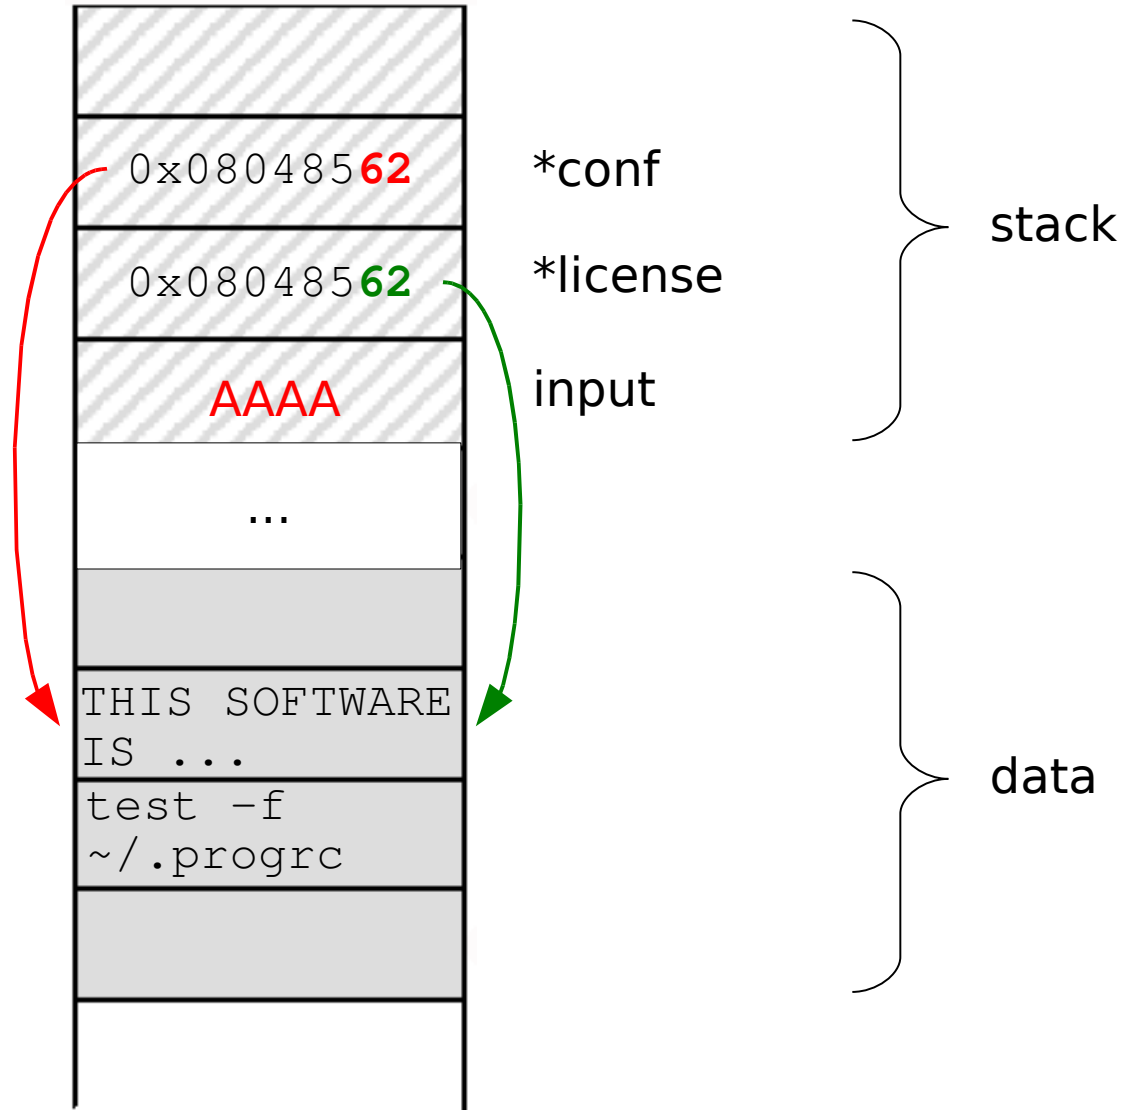 0x08048562
*conf
stack
0x08048562
*license
AAAA
input
...
THIS SOFTWARE
IS ...
data
test -f
~/.progrc